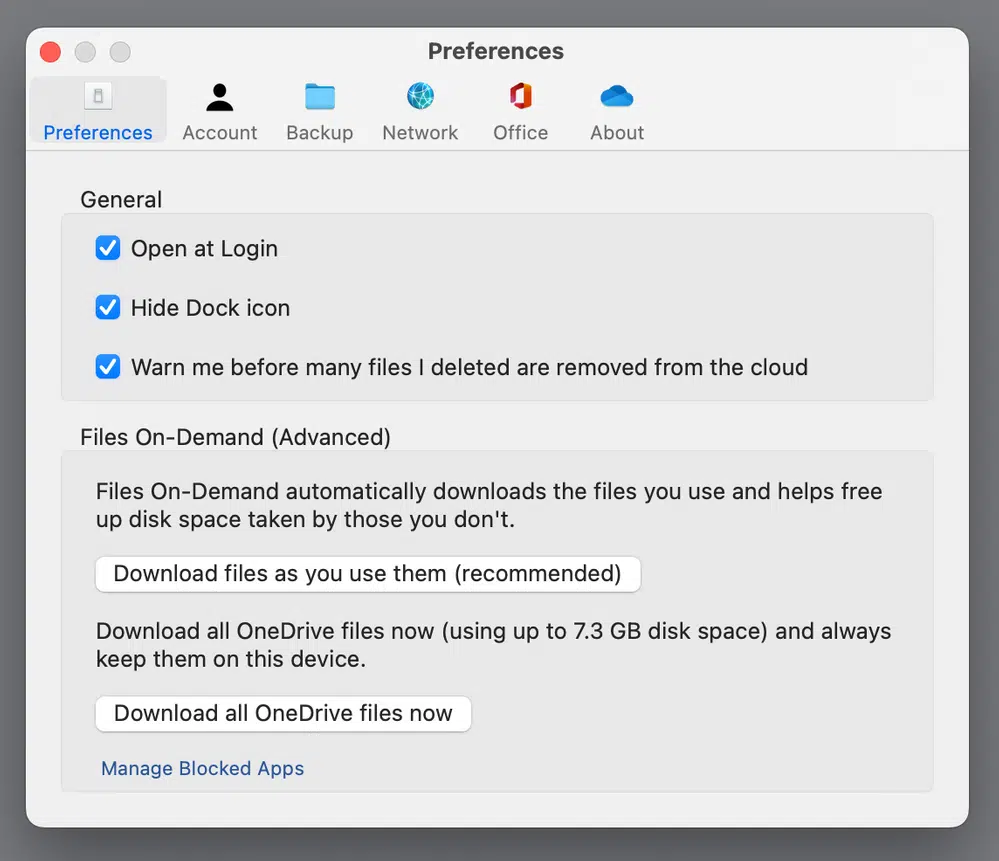 Preferences
Preferences
Account
Backup
Network
Office
About
General
Open at Login
Hide Dock icon
Warn me before many files I deleted are removed from the cloud
Files On-Demand (Advanced)
Files On-Demand automatically downloads the files you use and helps free
up disk space taken by those you don't.
Download files as you use them (recommended)
Download all OneDrive files now (using up to 7.3 GB disk space) and always
keep them on this device.
Download all OneDrive files now
Manage Blocked Apps